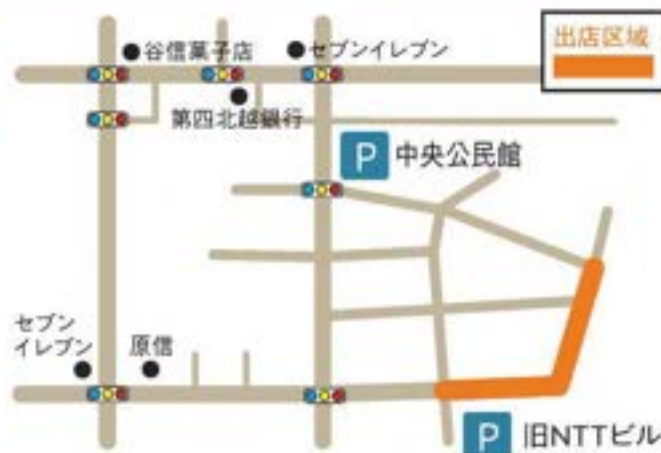 出店区域
谷信菓子店
セブンイレブン
第四北越銀行
P 中央公民館
セブン
イレブン
原信
P 旧NTTビル